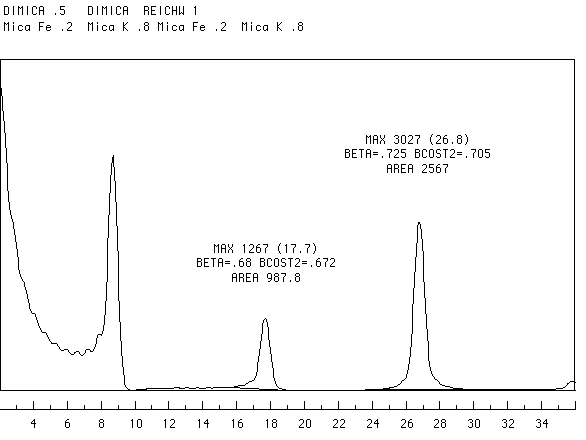 DIMICA .5 DIMICA REICHW 1
Mica Fe .2 Mica K .8 Mica Fe .2 Mica K .8
MAX 3027 (26.8)
BETA=.725 BCOST2=.705
AREA 2567
MAX 1267 (17.7)
BETA=.68 BCOST2=.672
AREA 987.8
4 6 8 10 12 14 16 18 20 22 24 26 28 30 32 34